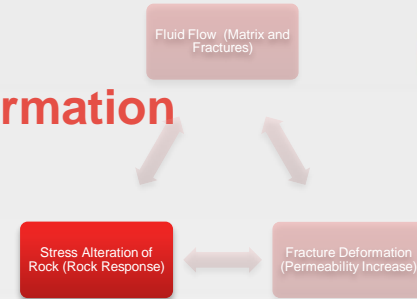 Fluid Flow (Matrix and
Fractures)
rmation
Stress Alteration of
Rock (Rock Response)
Fracture Deformation
(Permeability Increase)